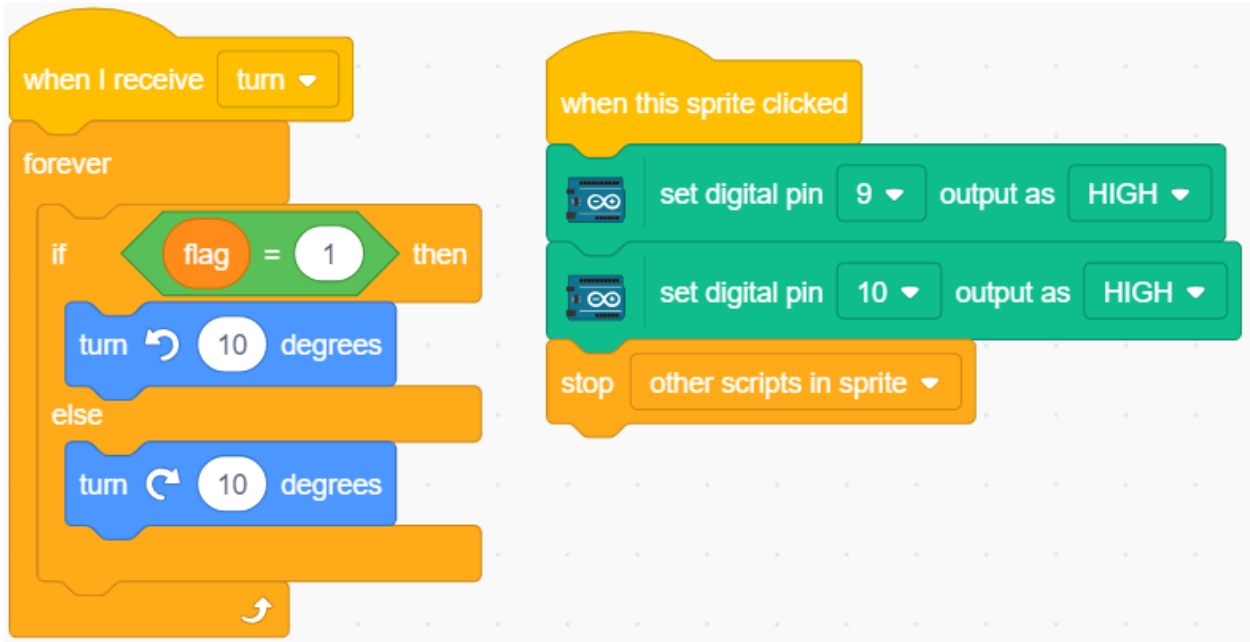 when I receive turn
forever
if flag = 1 then
turn 10 degrees
else
turn 10 degrees
when this sprite clicked
set digital pin 9 output as HIGH
set digital pin 10 output as HIGH
stop other scripts in sprite